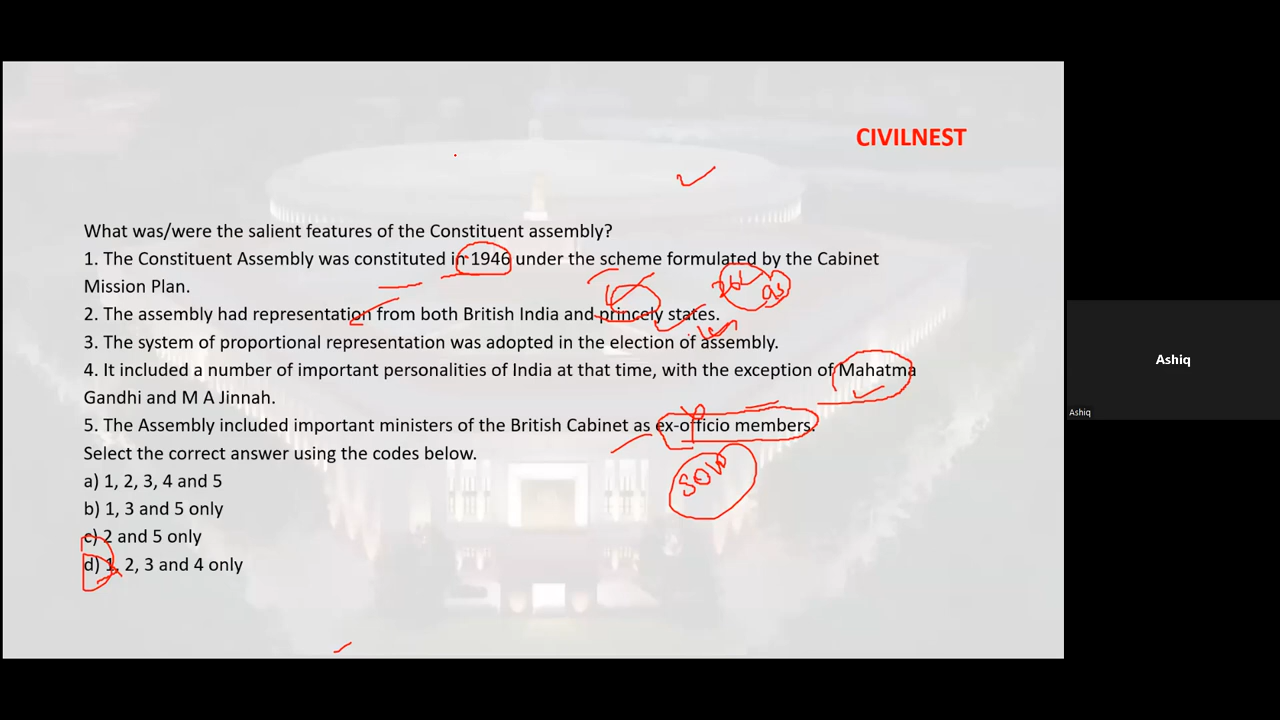 CIVILNEST
What was/were the salient features of the Constituent assembly?
1. The Constituent Assembly was constituted in 1946 under the scheme formulated by the Cabinet
Mission Plan.
2. The assembly had representation from both British India and princely states.
93
3. The system of proportional representation was adopted in the election of assembly.
4. It included a number of important personalities of India at that time, with the exception of Mahatma
Gandhi and M A Jinnah.
5. The Assembly included important ministers of the British Cabinet as ex-officio members.
Select the correct answer using the codes below.
a) 1, 2, 3, 4 and 5
b) 1, 3 and 5 only
c) 2 and 5 only
d) 1, 2, 3 and 4 only
Ashiq
Ashiq